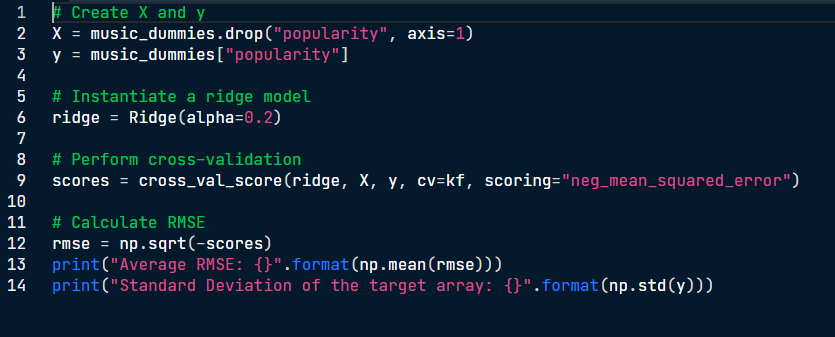 1 # Create X and y
2 X = music_dummies.drop("popularity", axis=1)
3 y = music_dummies["popularity"]
4
5 # Instantiate a ridge model
6 ridge = Ridge(alpha=0.2)
7
8 # Perform cross-validation
9 scores = cross_val_score(ridge, X, y, cv=kf, scoring="neg_mean_squared_error")
10
11 # Calculate RMSE
12 rmse = np.sqrt(-scores)
13 print("Average RMSE: {}".format(np.mean(rmse)))
14 print("Standard Deviation of the target array: {}".format(np.std(y)))